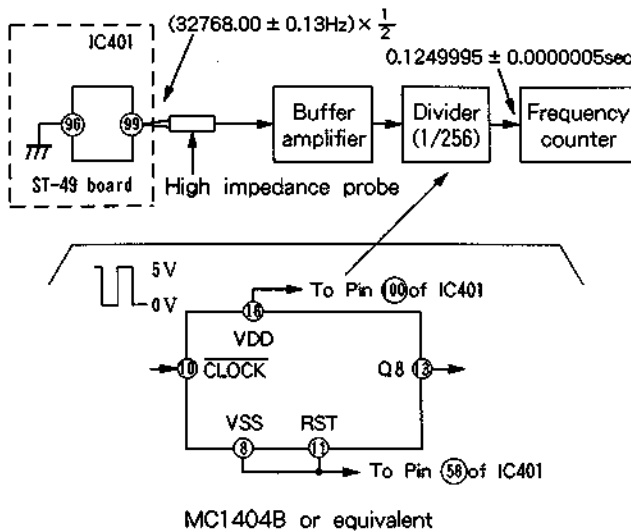 (32768.00 ± 0.13Hz) × 1/2
IC401
0.1249995 ± 0.0000005sec
96
99
Buffer
amplifier
Divider
(1/256)
Frequency
counter
ST-49 board
High impedance probe
5V
0V
To Pin 100 of IC401
16
VDD
10
CLOCK
Q8
13
VSS
RST
8
11
To Pin 58 of IC401
MC1404B or equivalent